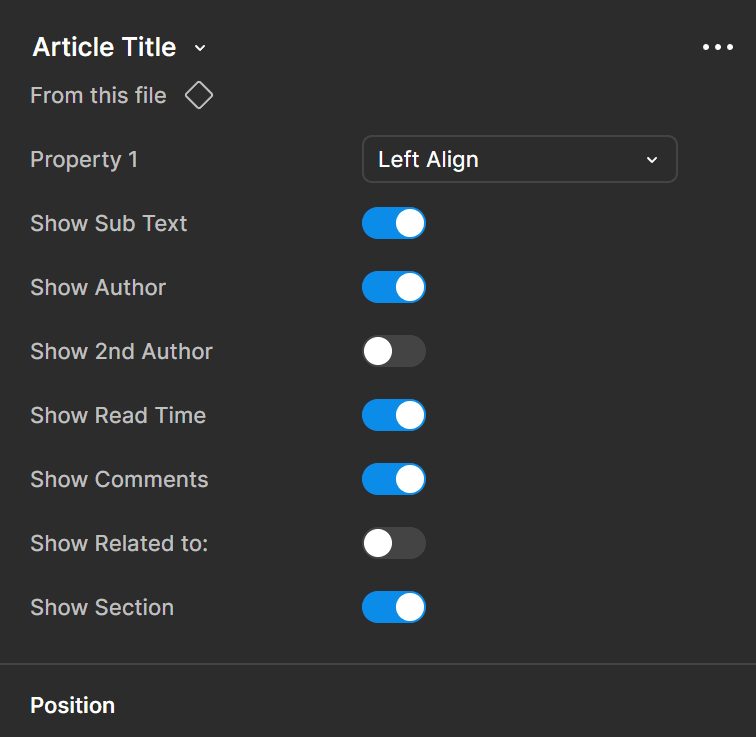 Article Title
From this file
Property 1 Left Align
Show Sub Text
Show Author
Show 2nd Author
Show Read Time
Show Comments
Show Related to:
Show Section
Position